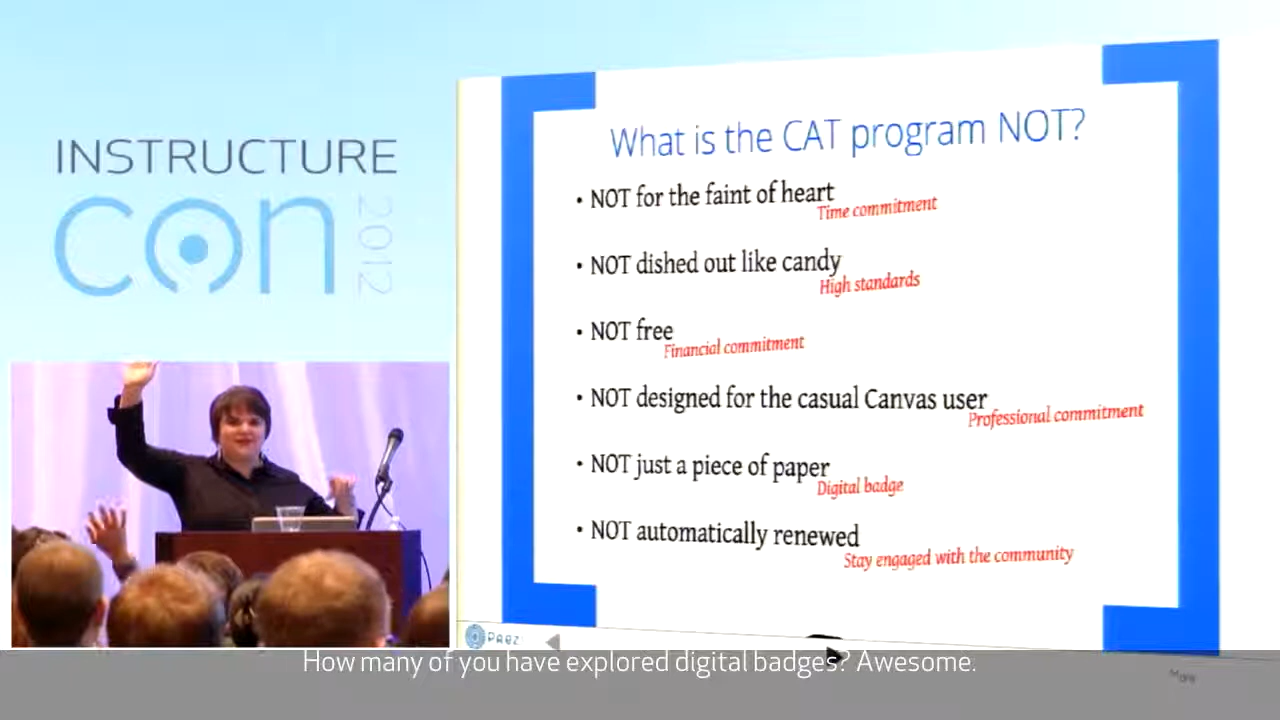 INSTRUCTURE
con
2012
What is the CAT program NOT?
• NOT for the faint of heart
Time commitment
• NOT dished out like candy
High standards
• NOT free
Financial commitment
• NOT designed for the casual Canvas user
Professional commitment
• NOT just a piece of paper
Digital badge
• NOT automatically renewed
Stay engaged with the community
How many of you have explored digital badges? Awesome.
More